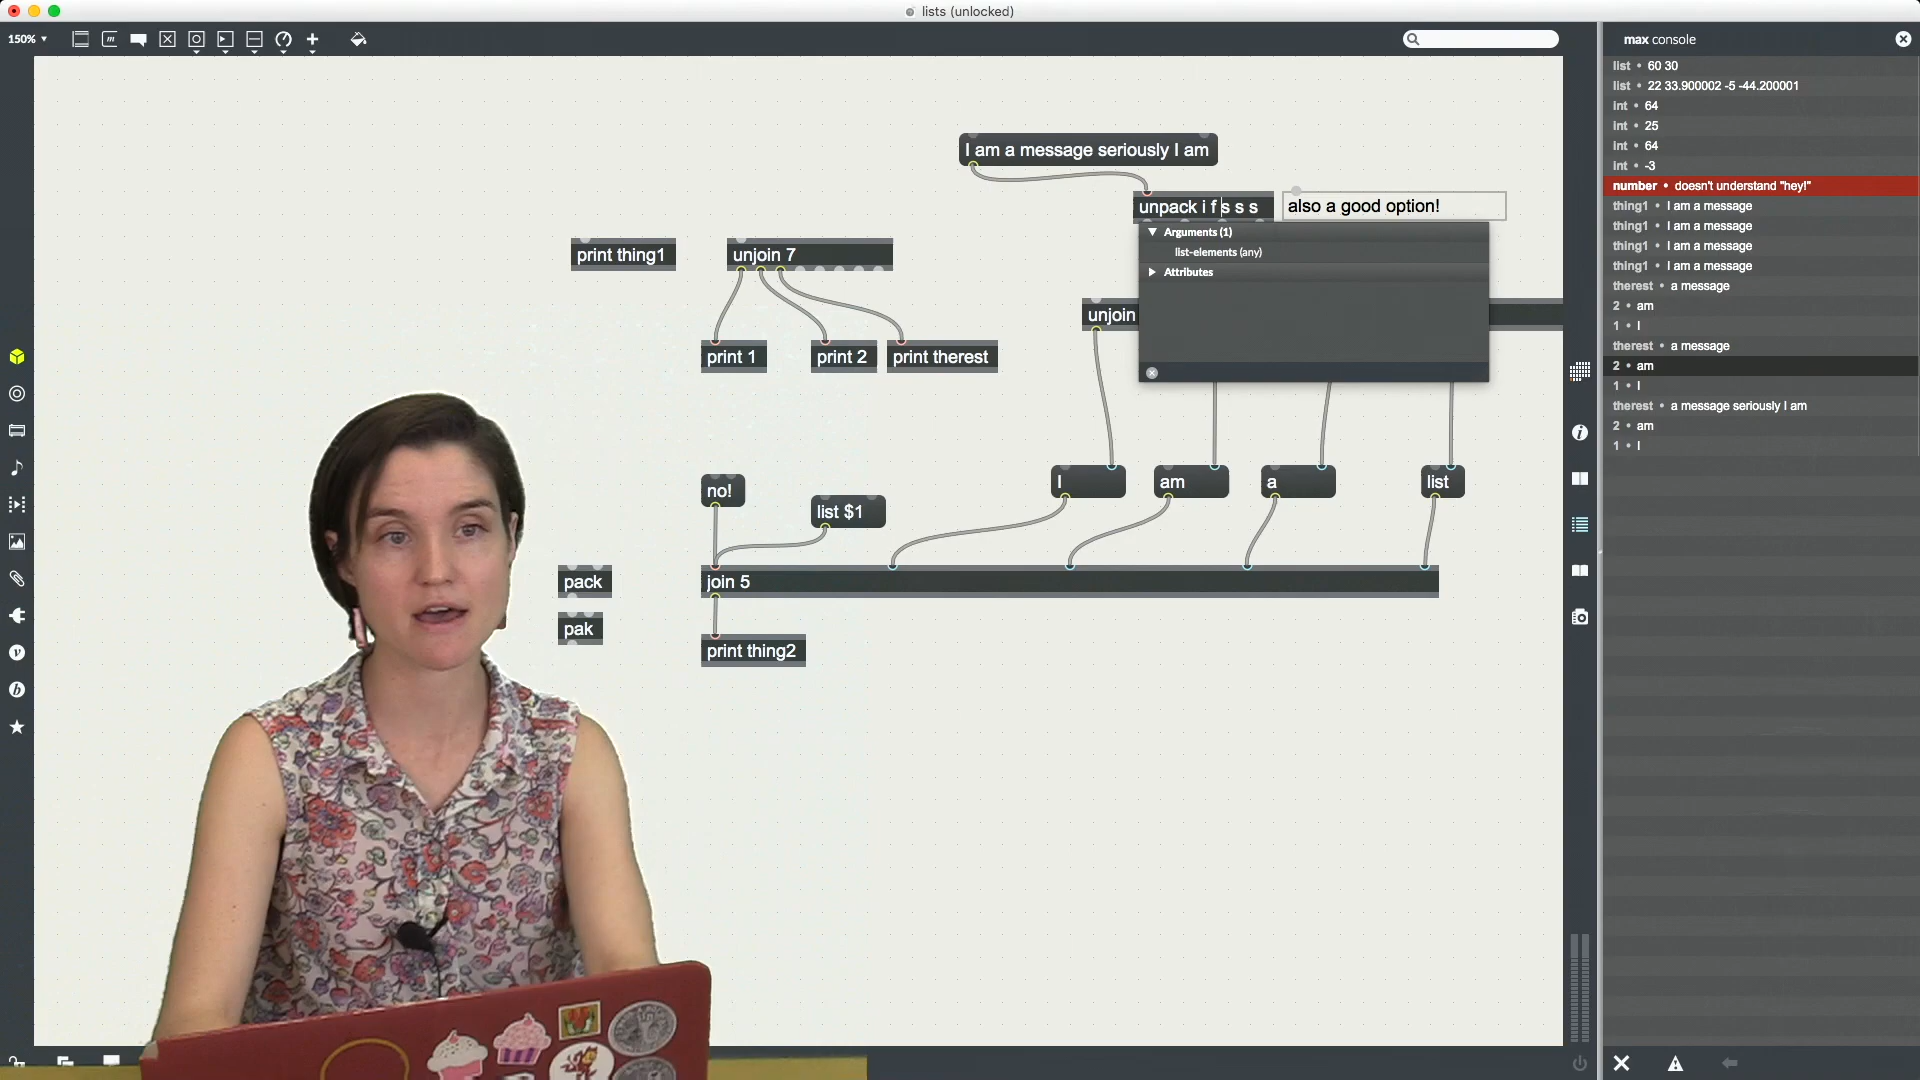 lists (unlocked)
150%
max console
I am a message seriously I am
unpack i f s s s
also a good option!
Arguments (1)
list-elements (any)
Attributes
print thing1
unjoin 7
unjoin
print 1
print 2
print therest
no!
list $1
I
am
a
list
pack
join 5
pak
print thing2
list • 60 30
list • 22 33.900002 -5 -44.200001
int • 64
int • 25
int • 64
int • -3
number • doesn't understand "hey!"
thing1 • I am a message
thing1 • I am a message
thing1 • I am a message
thing1 • I am a message
therest • a message
2 • am
1 • I
therest • a message
2 • am
1 • I
therest • a message seriously I am
2 • am
1 • I